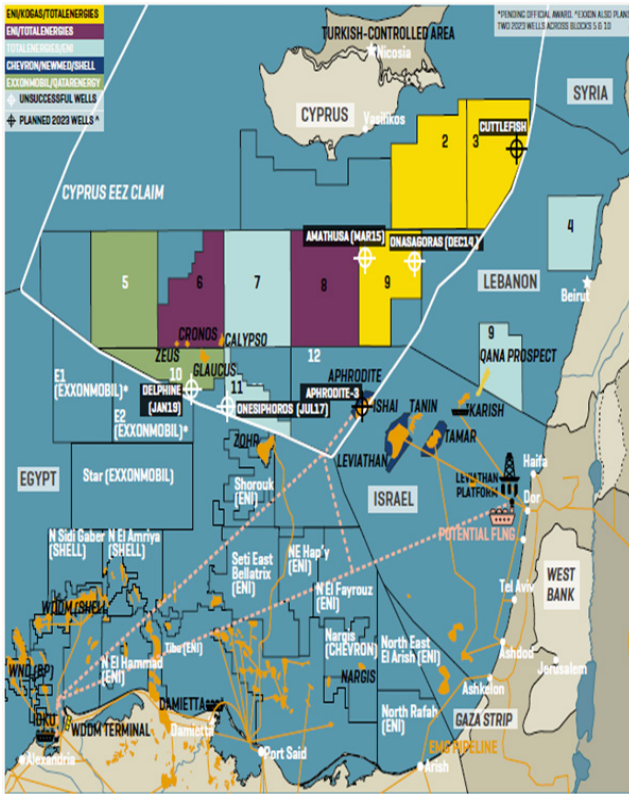 ENI/KOGAS/TOTALENERGIES
ENI/TOTALENERGIES
TOTALENERGIES/ENI
CHEVRON/NEWMED/SHELL
EXXONMOBIL/QATARENERGY
UNSUCCESSFUL WELLS
PLANNED 2023 WELLS ^
*PENDING OFFICIAL AWARD. ^EXXON ALSO PLANS
TWO 2023 WELLS ACROSS BLOCKS 5 & 10
TURKISH-CONTROLLED AREA
Nicosia
CYPRUS
Vasilikos
SYRIA
CUTTLEFISH
2
3
CYPRUS EEZ CLAIM
AMATHUSA (MAR15)
ONASAGORAS (DEC14)
4
5
6
7
8
9
LEBANON
Beirut
CRONOS
CALYPSO
ZEUS
GLAUCUS
12
9
QANA PROSPECT
10
11
DELPHINE
(JAN19)
ONESIPHOROS (JUL17)
APHRODITE
APHRODITE-3
ISHAI
TANIN
KARISH
TAMAR
LEVIATHAN
E1
(EXXONMOBIL)*
E2
(EXXONMOBIL)*
ZOHR
Star (EXXONMOBIL)
EGYPT
Shorouk
(ENI)
ISRAEL
LEVIATHAN
PLATFORM
Haifa
Dor
POTENTIAL FLNG
N Sidi Gaber
(SHELL)
N El Amriya
(SHELL)
Seti East
Bellatrix
(ENI)
NE Hap'y
(ENI)
N El Fayrouz
(ENI)
WEST
BANK
Tel Aviv
WDDM (SHELL)
WND (BP)
N El Hammad
(ENI)
Tiba (ENI)
Nargis
(CHEVRON)
NARGIS
North East
El Arish (ENI)
Ashdod
Jerusalem
Ashkelon
North Rafah
(ENI)
GAZA STRIP
IDKU
WDDM TERMINAL
DAMIETTA
Damietta
Alexandria
Port Said
EMG PIPELINE
Arish